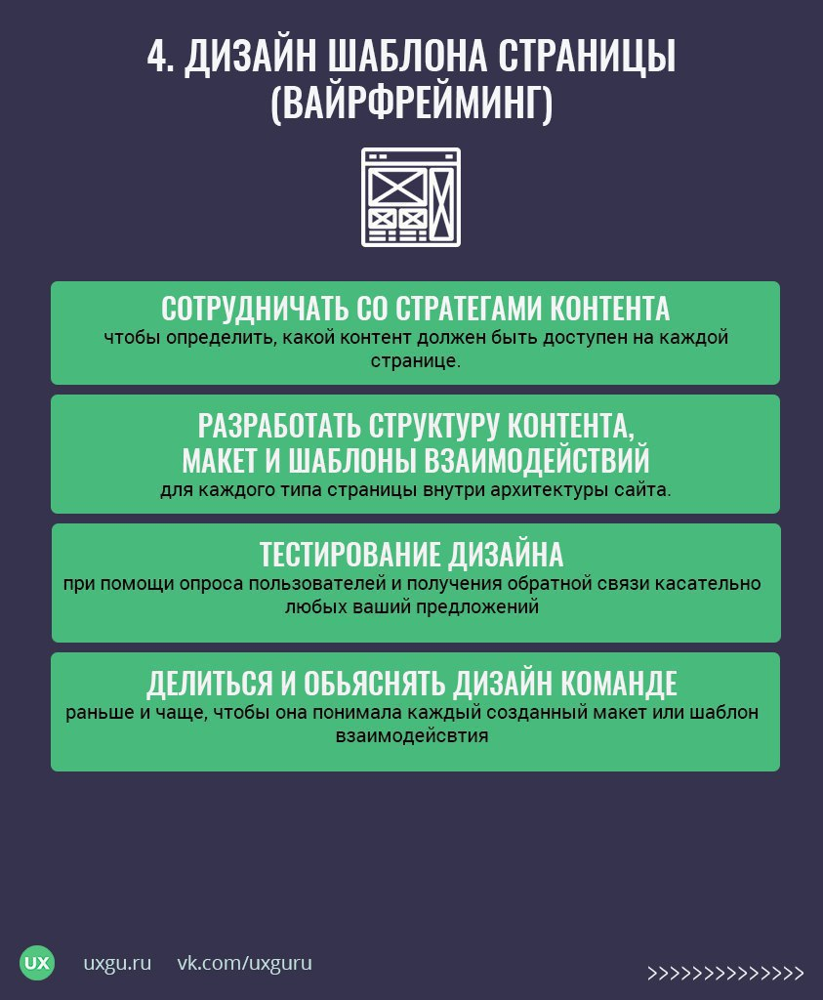 4. ДИЗАЙН ШАБЛОНА СТРАНИЦЫ
(ВАЙРФРЕЙМИНГ)
СОТРУДНИЧАТЬ СО СТРАТЕГАМИ КОНТЕНТА
чтобы определить, какой контент должен быть доступен на каждой
странице.
РАЗРАБОТАТЬ СТРУКТУРУ КОНТЕНТА,
МАКЕТ И ШАБЛОНЫ ВЗАИМОДЕЙСТВИЙ
для каждого типа страницы внутри архитектуры сайта.
ТЕСТИРОВАНИЕ ДИЗАЙНА
при помощи опроса пользователей и получения обратной связи касательно
любых ваший предложений
ДЕЛИТЬСЯ И ОБЬЯСНЯТЬ ДИЗАЙН КОМАНДЕ
раньше и чаще, чтобы она понимала каждый созданный макет или шаблон
взаимодейсвтия
UX uxgu.ru vk.com/uxguru >>>>>>>>>>>>>>